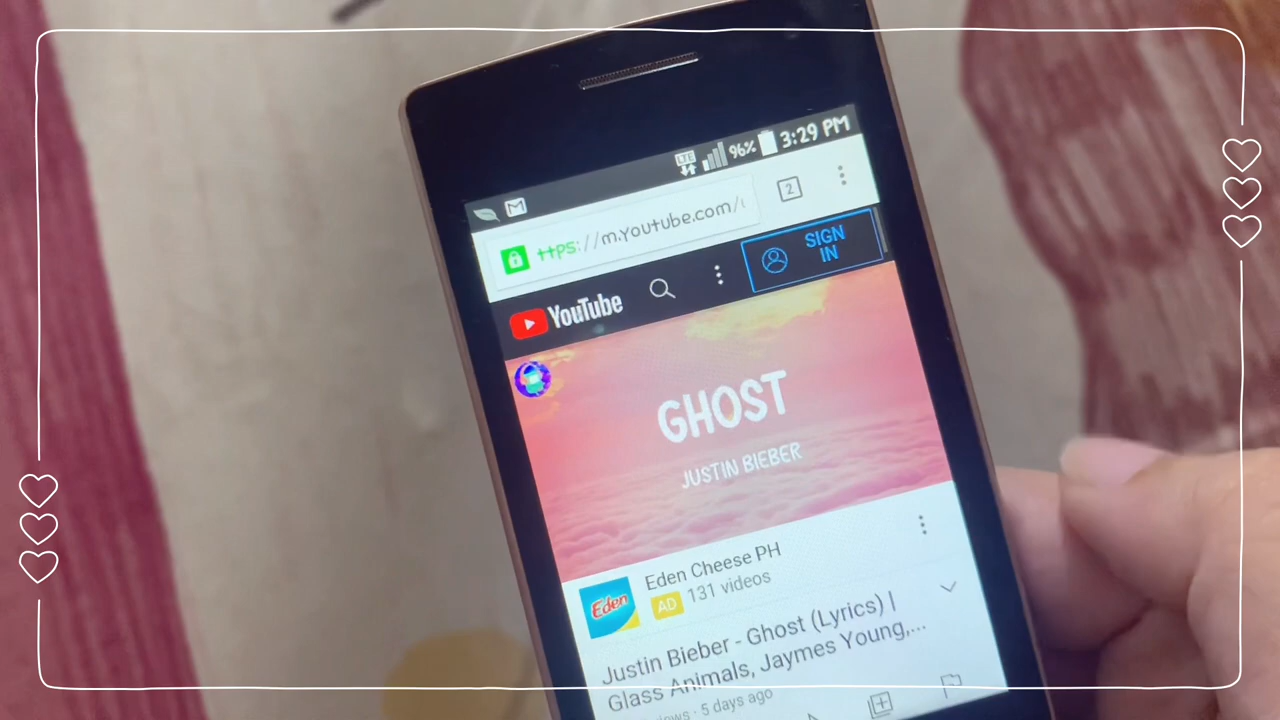 LTE 96% 3:29 PM
ttps://m.youtube.com/
2
YouTube
SIGN
IN
GHOST
JUSTIN BIEBER
Eden
Eden Cheese PH
AD 131 videos
Justin Bieber - Ghost (Lyrics) |
Glass Animals, Jaymes Young,...
· 5 days ago